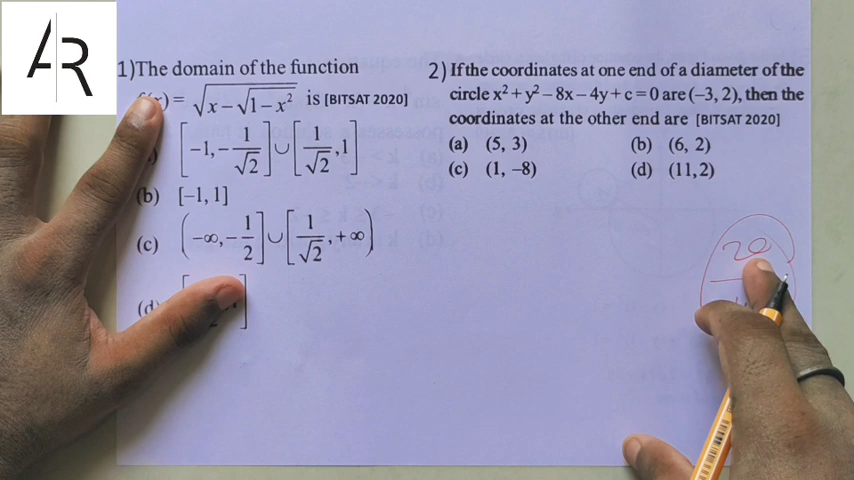 AR
1)The domain of the function
= √x−√1−x² is [BITSAT 2020]
[−1, −1/√2] ∪ [1/√2, 1]
(b) [−1, 1]
(c) (−∞, −1/2] ∪ [1/√2, +∞)
(d)
2) If the coordinates at one end of a diameter of the
circle x² + y² − 8x − 4y + c = 0 are (−3, 2), then the
coordinates at the other end are [BITSAT 2020]
(a) (5, 3) (b) (6, 2)
(c) (1, −8) (d) (11,2)
20